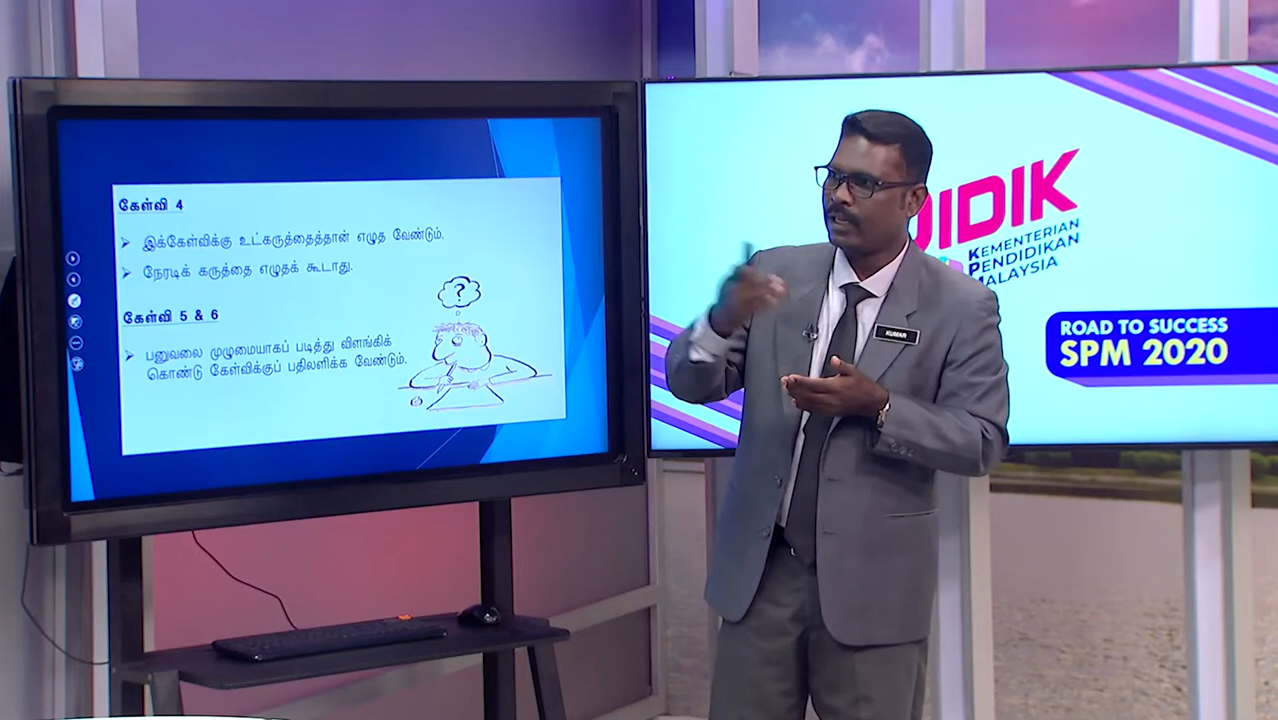 கேள்வி 4
➤ இக்கேள்விக்கு உட்கருத்தைத்தான் எழுத வேண்டும்.
➤ நேரடிக் கருத்தை எழுதக் கூடாது.
கேள்வி 5 & 6
➤ பனுவலை முழுமையாகப் படித்து விளங்கிக்
கொண்டு கேள்விக்குப் பதிலளிக்க வேண்டும்.
?
KUMAR
DIDIK
KEMENTERIAN
PENDIDIKAN
MALAYSIA
ROAD TO SUCCESS
SPM 2020